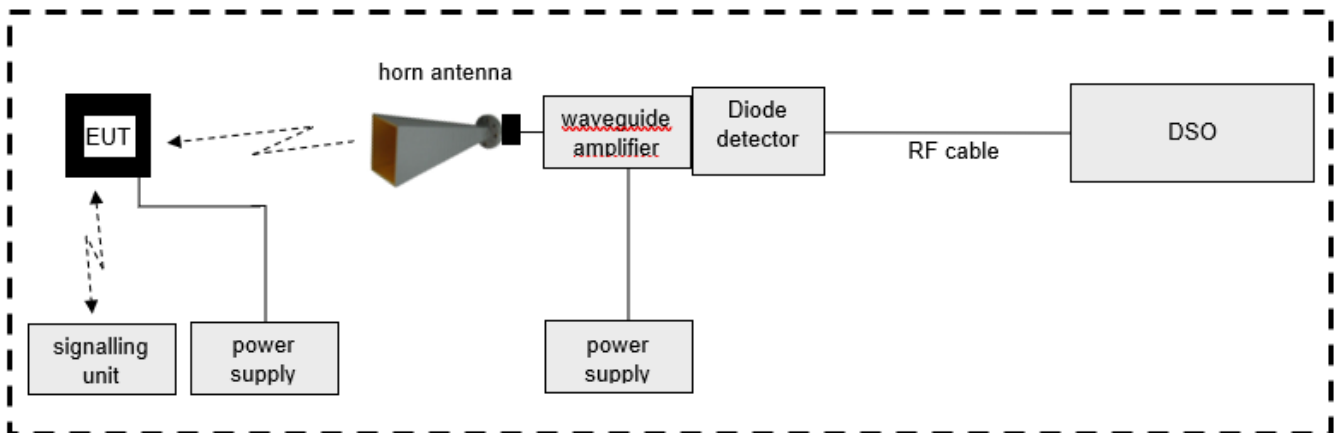 horn antenna
EUT
waveguide
amplifier
Diode
detector
RF cable
DSO
signalling
unit
power
supply
power
supply